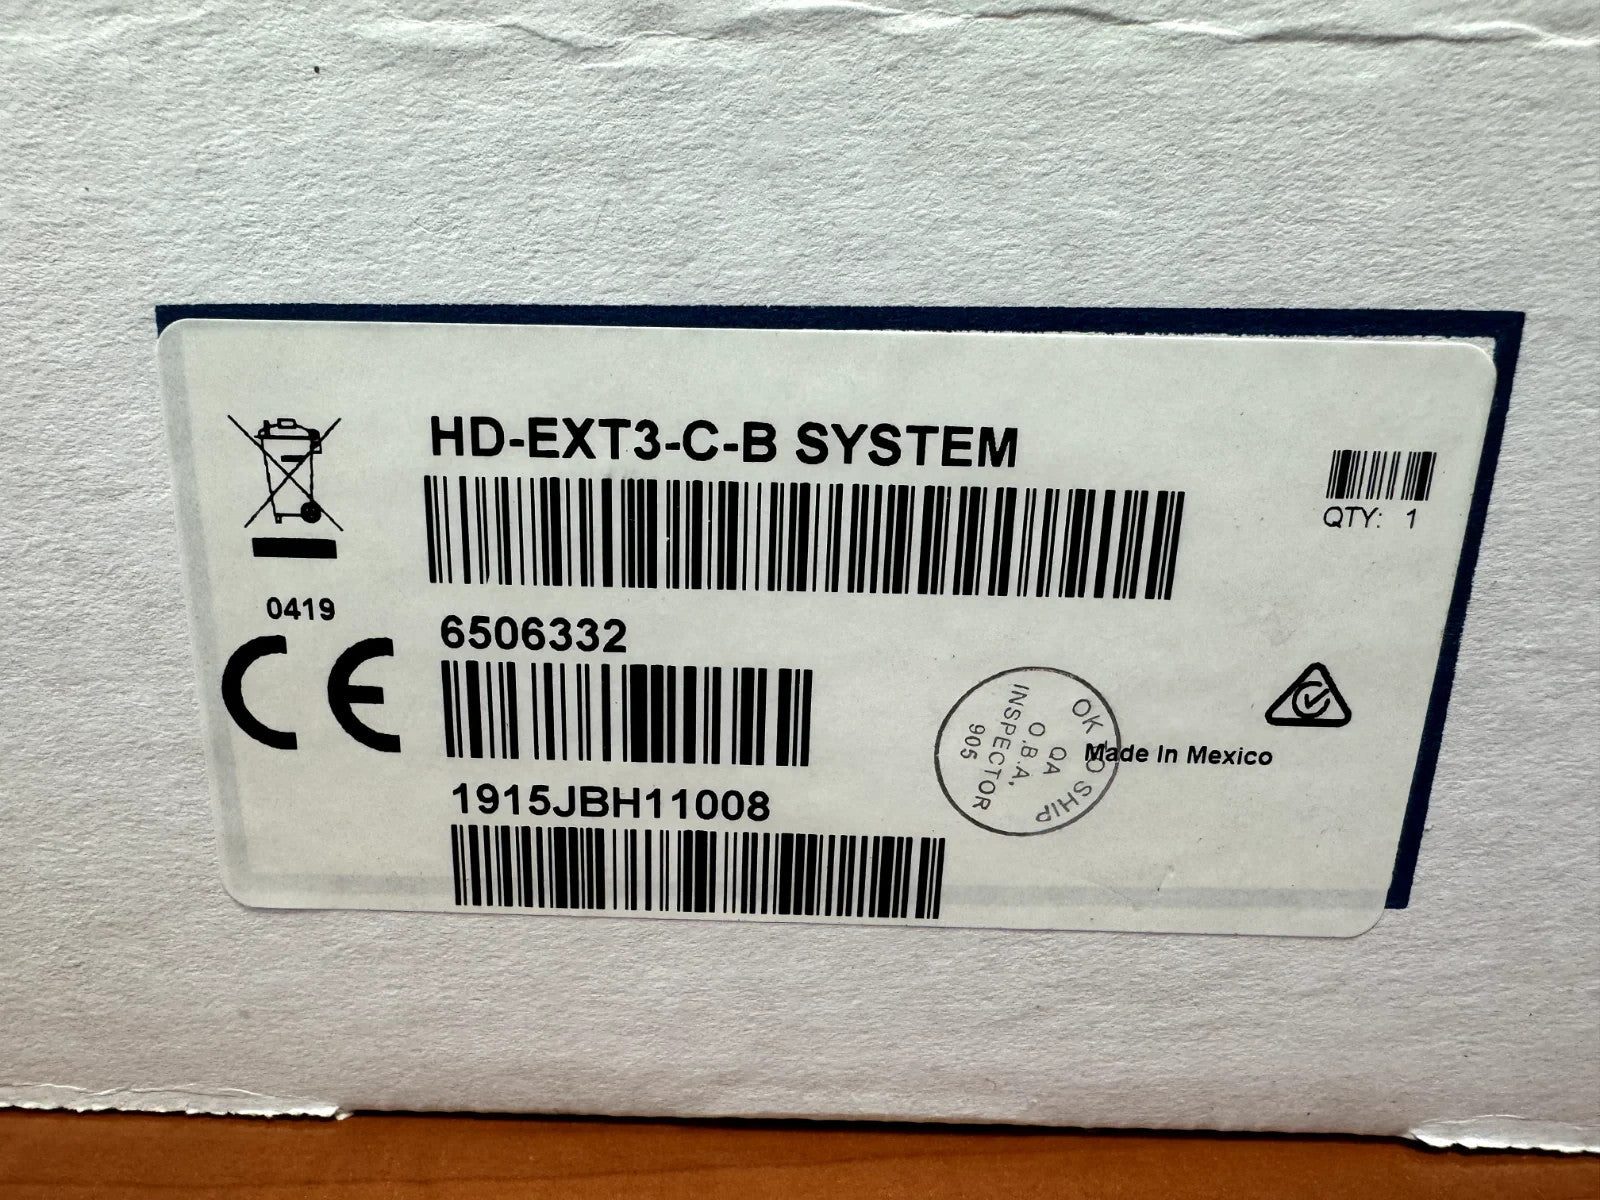 HD-EXT3-C-B SYSTEM
QTY: 1
0419
CE
6506332
1915JBH11008
OK TO SHIP
QA
O.B.A.
INSPECTOR
905
Made In Mexico